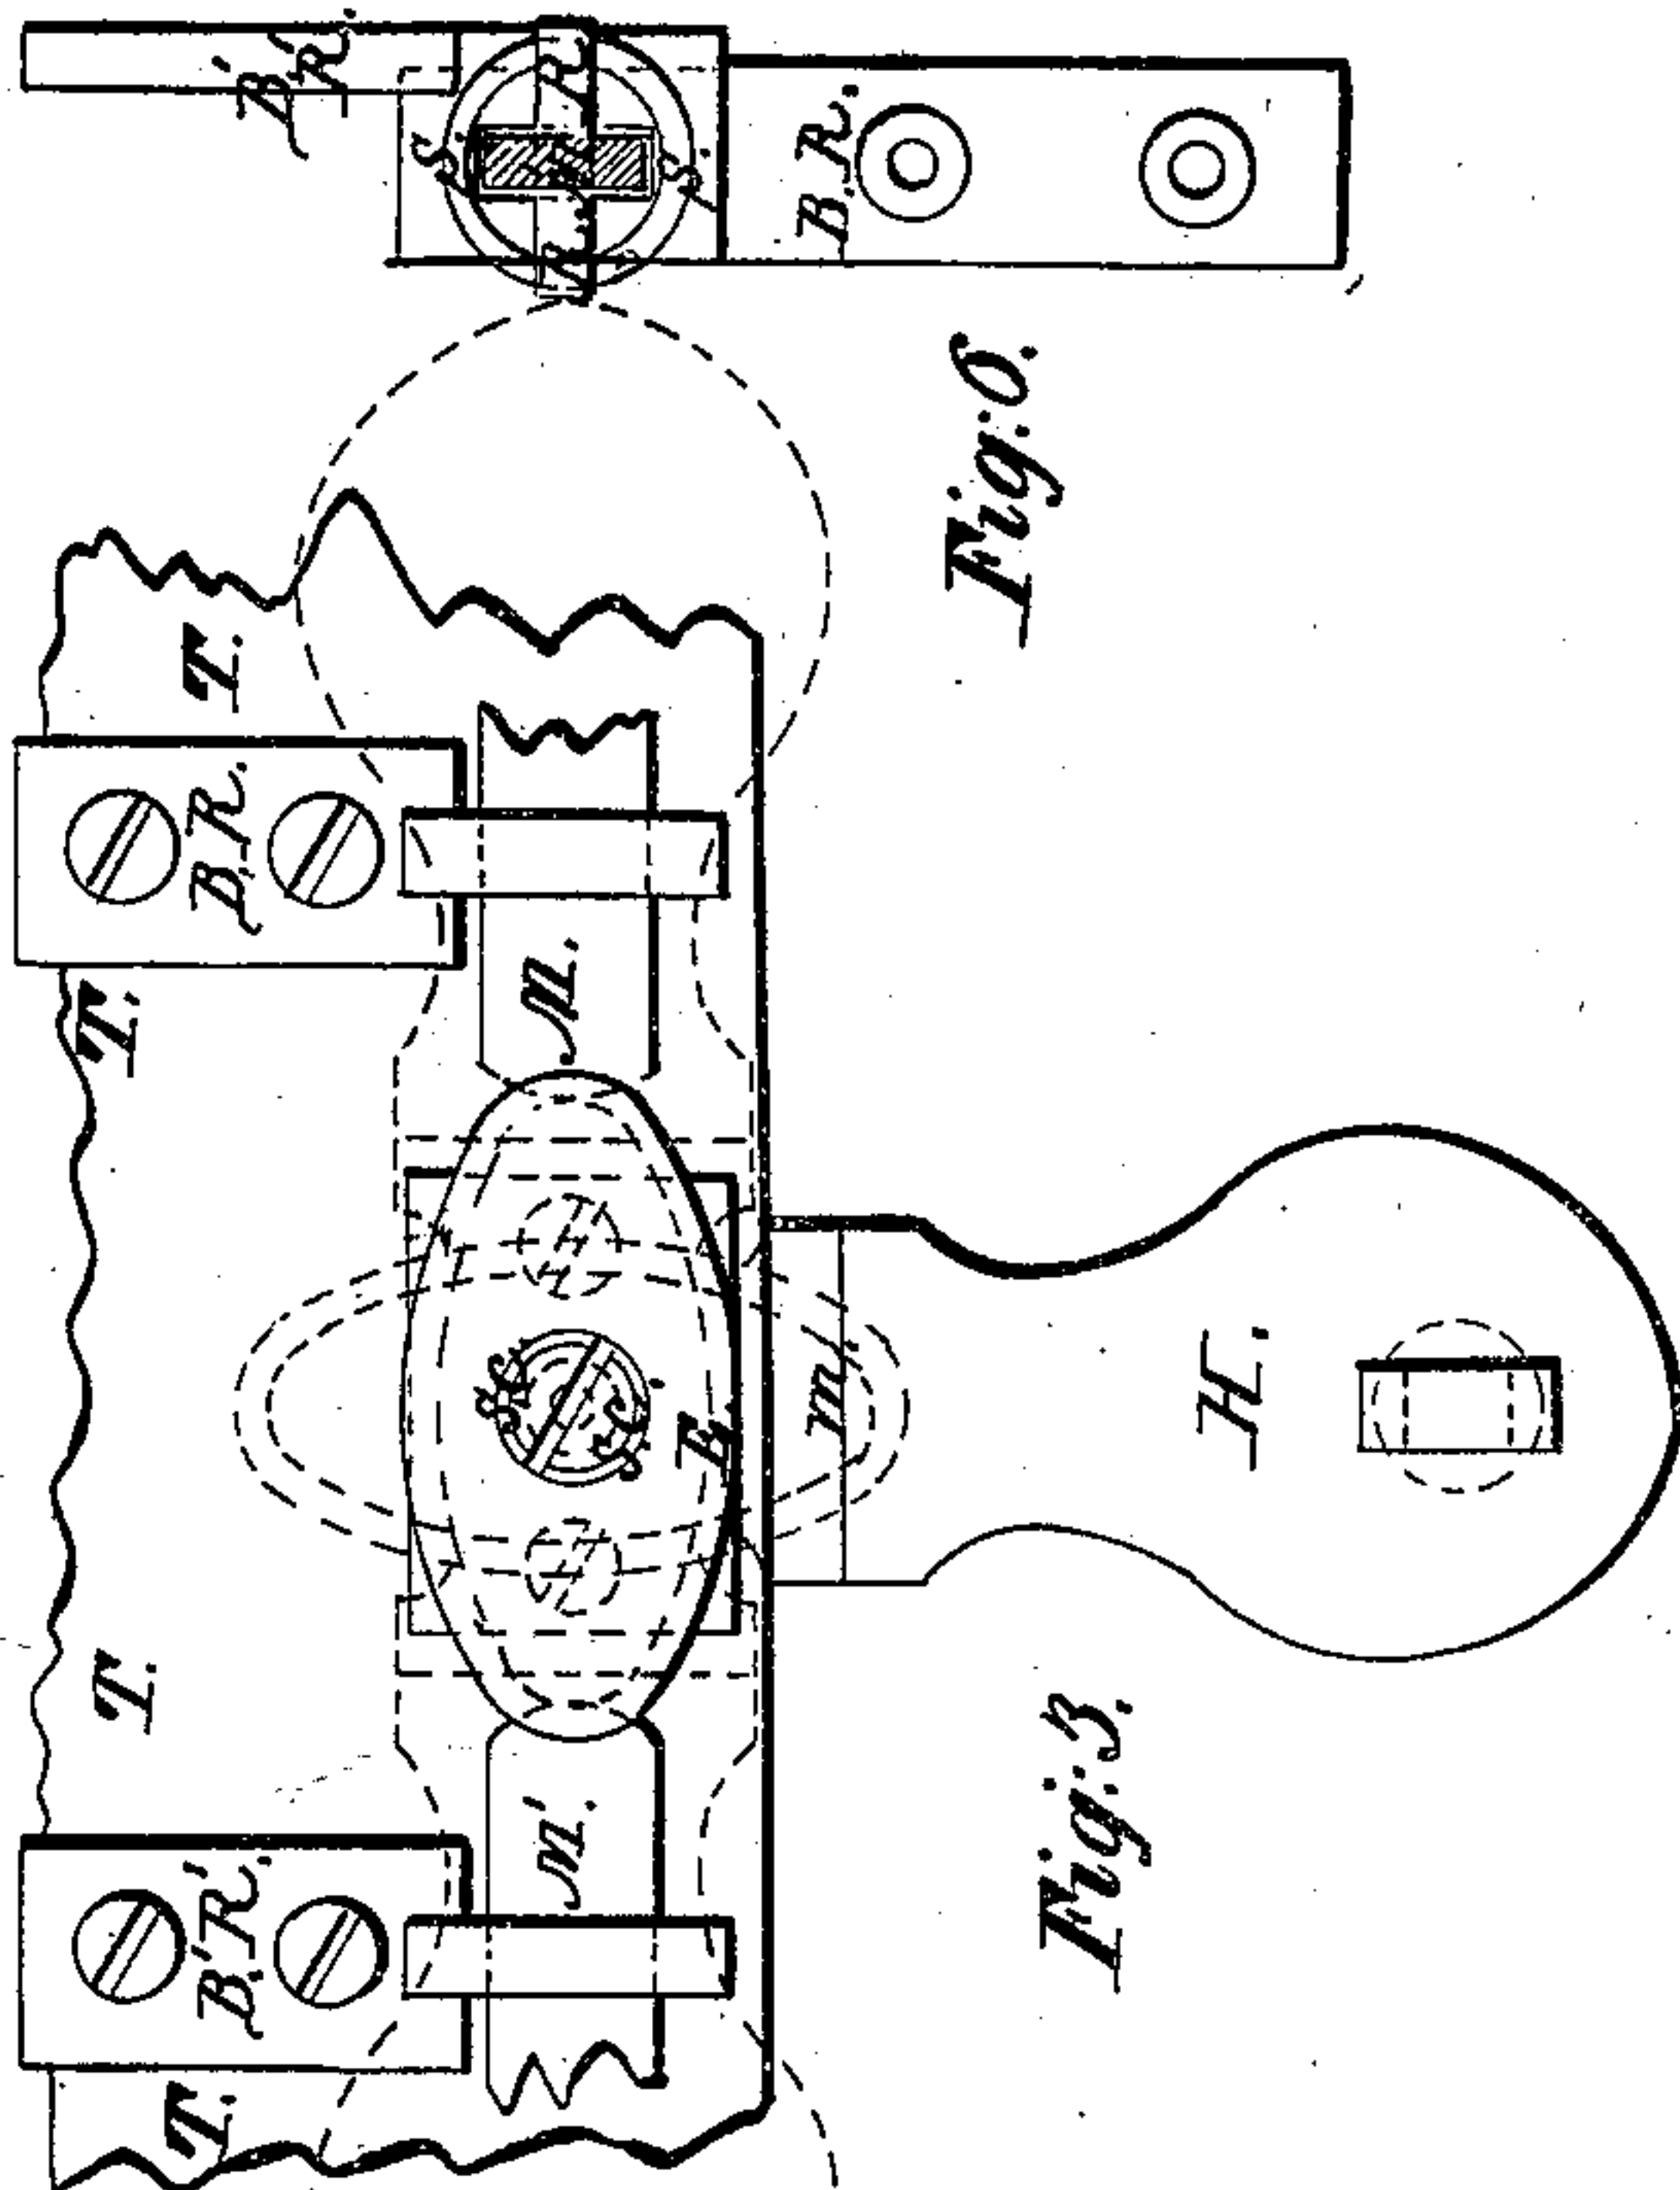 B'.R'.
R.
S.
S.
R.
B.R.
Fig: 6.
T.
B.R.
T.
M.
E.
m.
H.
T.
M'.
B'.R'.
T.
Fig: 3.